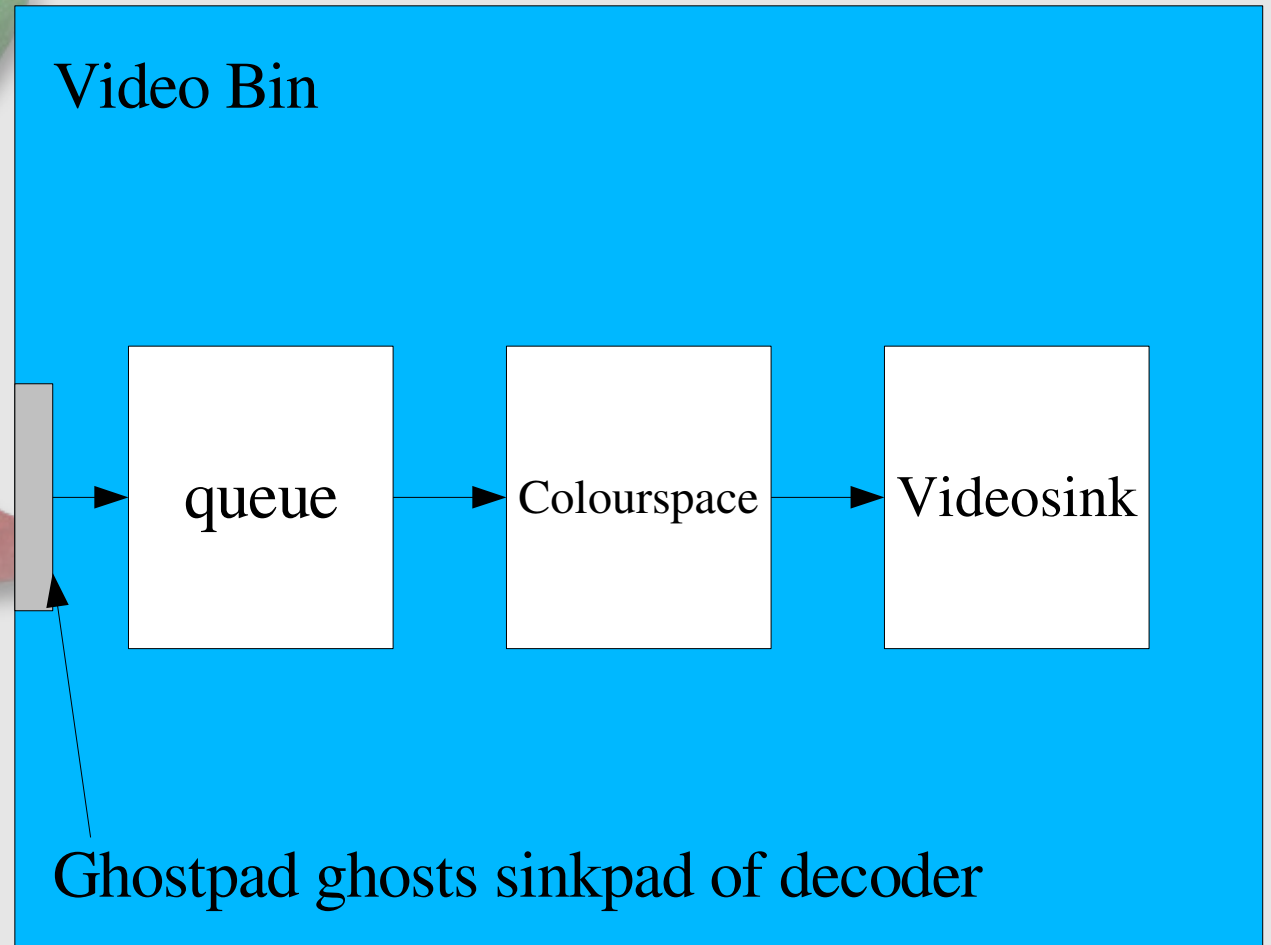 Video Bin
queue
Colourspace
Videosink
Ghostpad ghosts sinkpad of decoder